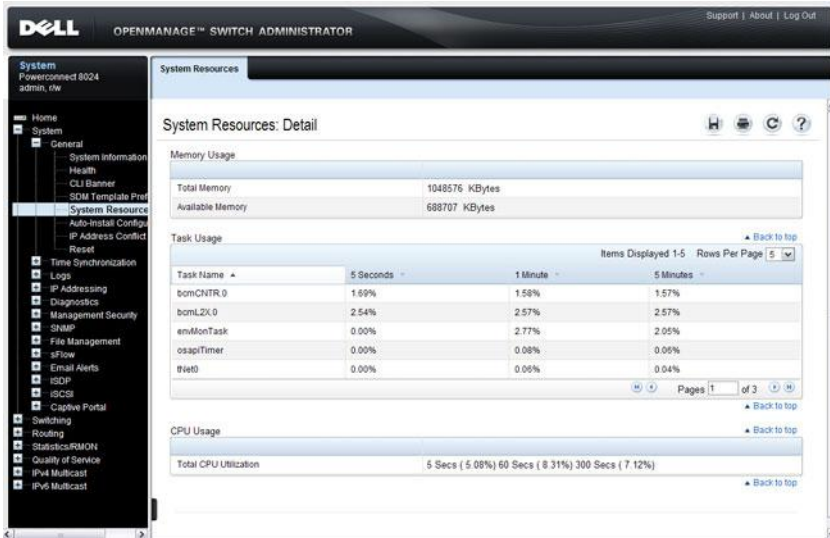 Support | About | Log Out
DELL
OPENMANAGE™ SWITCH ADMINISTRATOR
System
Powerconnect 8024
admin, r/w
Home
System
General
System Information
Health
CLI Banner
SDM Template Pref
System Resource
Auto-Install Configu
IP Address Conflict
Reset
Time Synchronization
Logs
IP Addressing
Diagnostics
Management Security
SNMP
File Management
sFlow
Email Alerts
ISDP
iSCSI
Captive Portal
Switching
Routing
Statistics/RMON
Quality of Service
IPv4 Multicast
IPv6 Multicast
System Resources
System Resources: Detail
Memory Usage
Total Memory 1048576 KBytes
Available Memory 688707 KBytes
Task Usage Back to top
Items Displayed 1-5 Rows Per Page 5
Task Name 5 Seconds 1 Minute 5 Minutes
bcmCNTR.0 1.69% 1.58% 1.57%
bcmL2X.0 2.54% 2.57% 2.57%
envMonTask 0.00% 2.77% 2.05%
osapiTimer 0.00% 0.08% 0.06%
tNet0 0.00% 0.06% 0.04%
Pages 1 of 3
Back to top
CPU Usage Back to top
Total CPU Utilization 5 Secs ( 5.08%) 60 Secs ( 8.31%) 300 Secs ( 7.12%)
Back to top